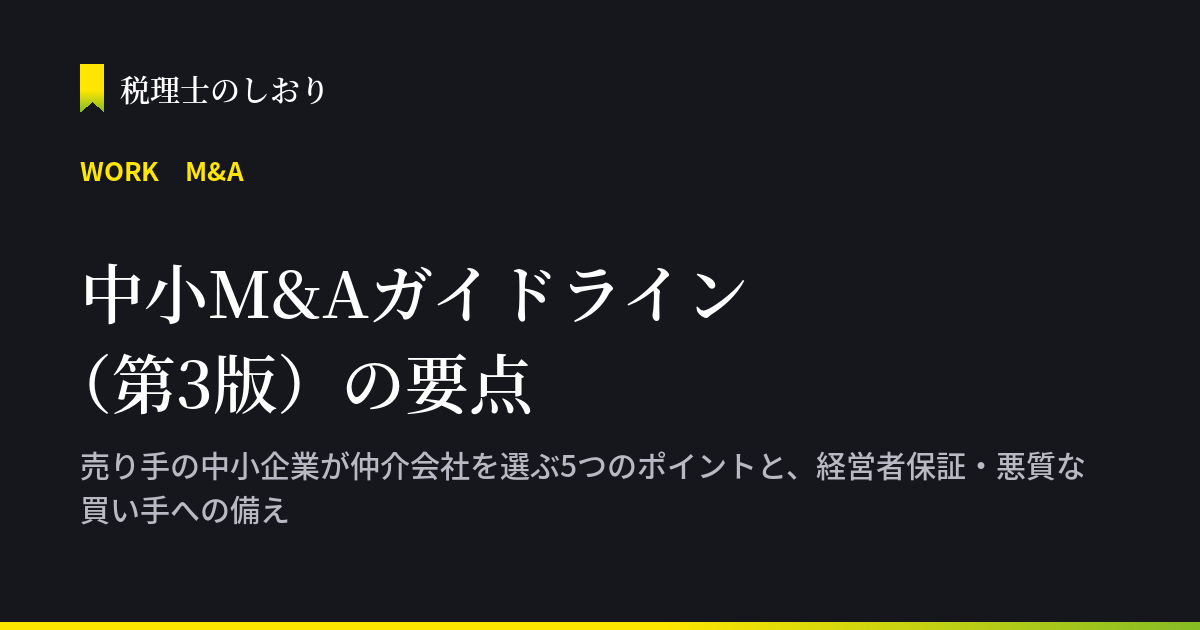 税理士のしおり
WORK M&A
中小M&Aガイドライン
（第3版）の要点
売り手の中小企業が仲介会社を選ぶ5つのポイントと、経営者保証・悪質な
買い手への備え